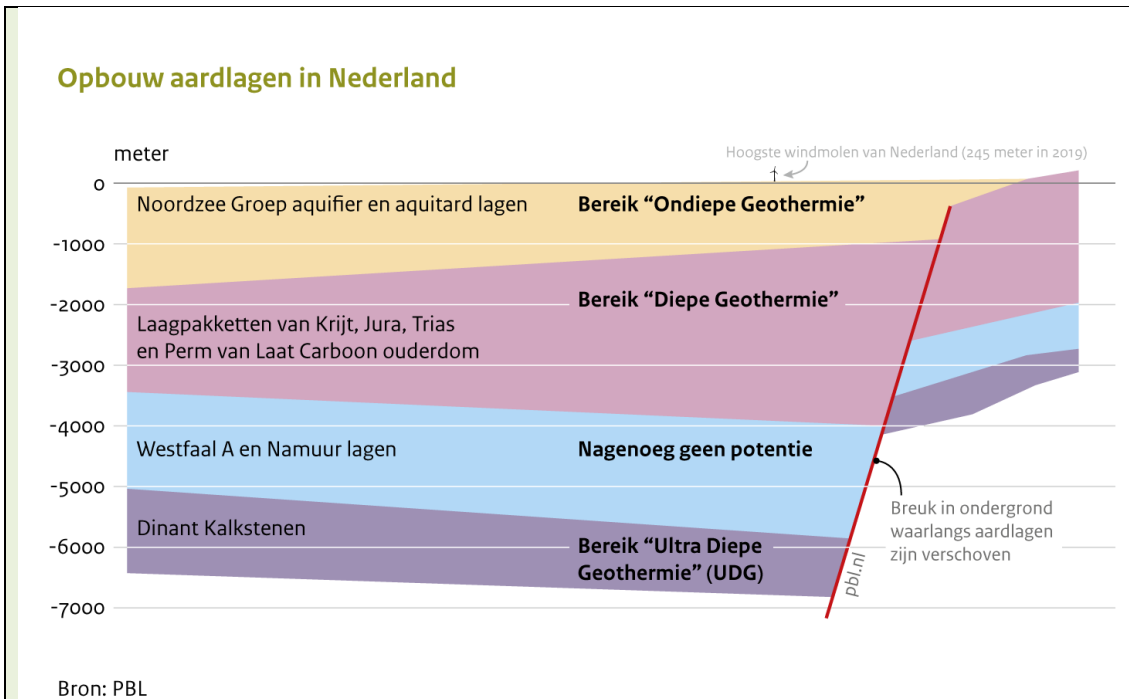 Opbouw aardlagen in Nederland
meter
Hoogste windmolen van Nederland (245 meter in 2019)
0
Noordzee Groep aquifier en aquitard lagen
Bereik “Ondiepe Geothermie”
-1000
-2000
Bereik “Diepe Geothermie”
Laagpakketten van Krijt, Jura, Trias
en Perm van Laat Carboon ouderdom
-3000
-4000
Westfaal A en Namuur lagen
Nagenoeg geen potentie
-5000
Dinant Kalkstenen
Breuk in ondergrond
waarlangs aardlagen
zijn verschoven
-6000
Bereik “Ultra Diepe
Geothermie” (UDG)
pbl.nl
-7000
Bron: PBL